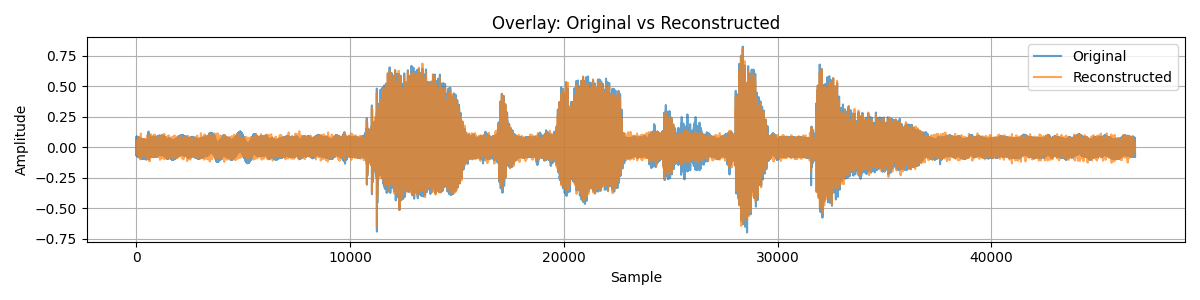 Overlay: Original vs Reconstructed
Original
Reconstructed
0.75
0.50
0.25
0.00
−0.25
−0.50
−0.75
Amplitude
0 10000 20000 30000 40000
Sample